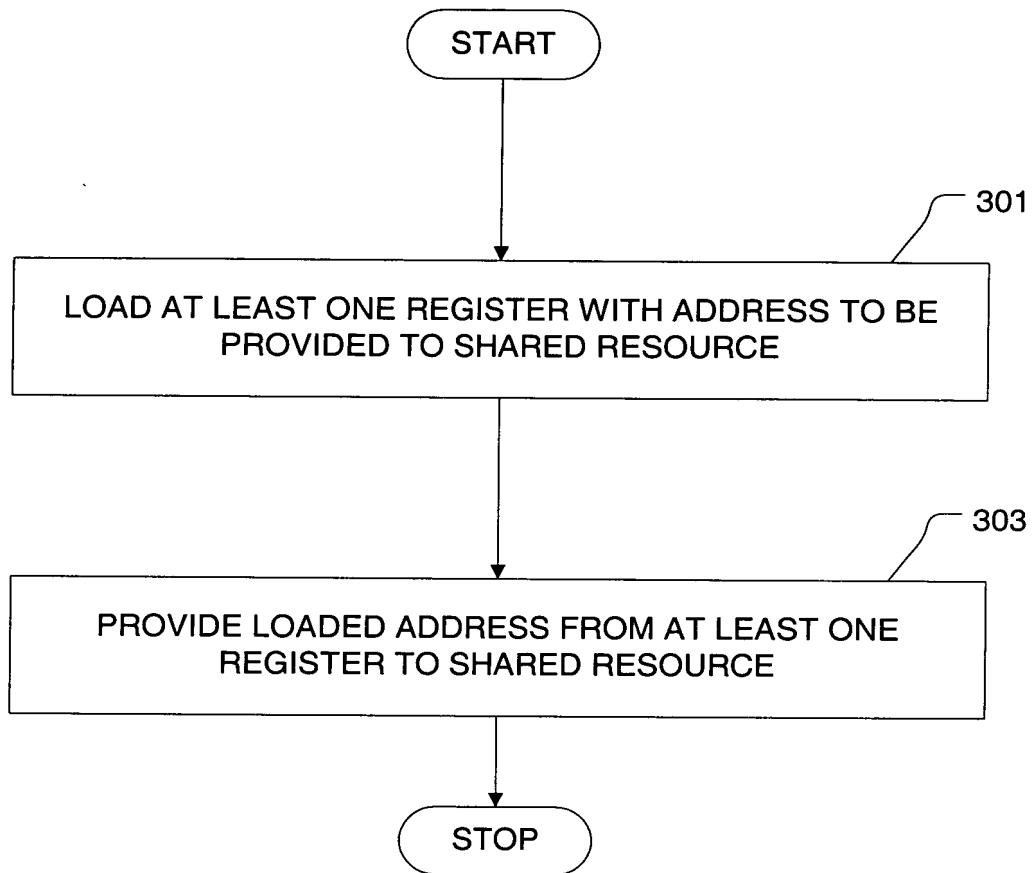 START
301
LOAD AT LEAST ONE REGISTER WITH ADDRESS TO BE
PROVIDED TO SHARED RESOURCE
303
PROVIDE LOADED ADDRESS FROM AT LEAST ONE
REGISTER TO SHARED RESOURCE
STOP